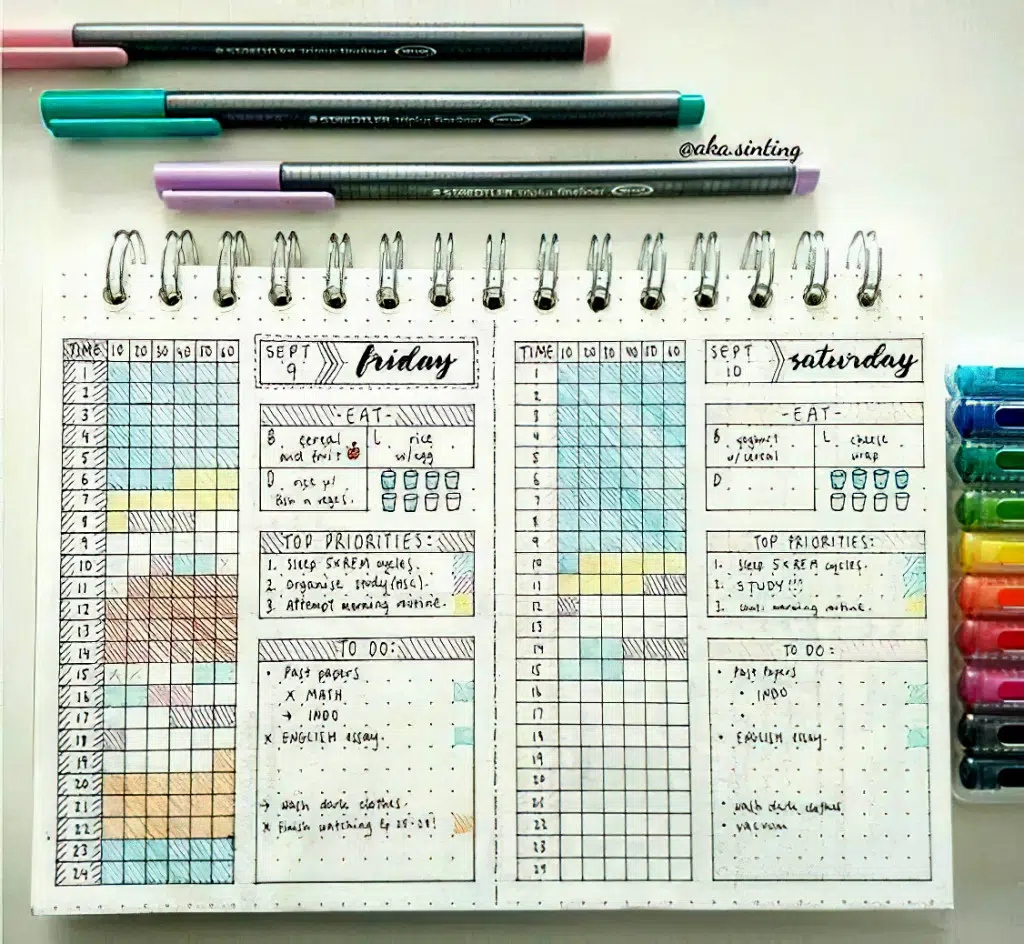 STAEDTLER triplus fineliner
STAEDTLER triplus fineliner
@aka.sinting
STAEDTLER triplus fineliner
TIME 10 20 30 40 50 60
1
2
3
4
5
6
7
8
9
10
11
12
13
14
15
16
17
18
19
20
21
22
23
24
SEPT
9
friday
-EAT-
B. cereal
and fruit
L. rice
w/egg
D. rice w/
fish n veges.
TOP PRIORITIES:
1. Sleep 5xREM cycles.
2. Organise study (HSC).
3. Attempt morning routine.
TO DO:
• Past papers
x MATH
→ INDO
x ENGLISH essay.
→ wash dark clothes.
x Finish watching Ep 25-28!
TIME 10 20 30 40 50 60
1
2
3
4
5
6
7
8
9
10
11
12
13
14
15
16
17
18
19
20
21
22
23
24
SEPT
10
saturday
-EAT-
B. yoghurt
w/cereal
L. cheese
wrap
D.
TOP PRIORITIES:
1. Sleep 5xREM cycles.
2. STUDY!!!
3. morning routine.
TO DO:
• Past Papers
• INDO
•
• ENGLISH essay.
• wash dark clothes
• vacuum